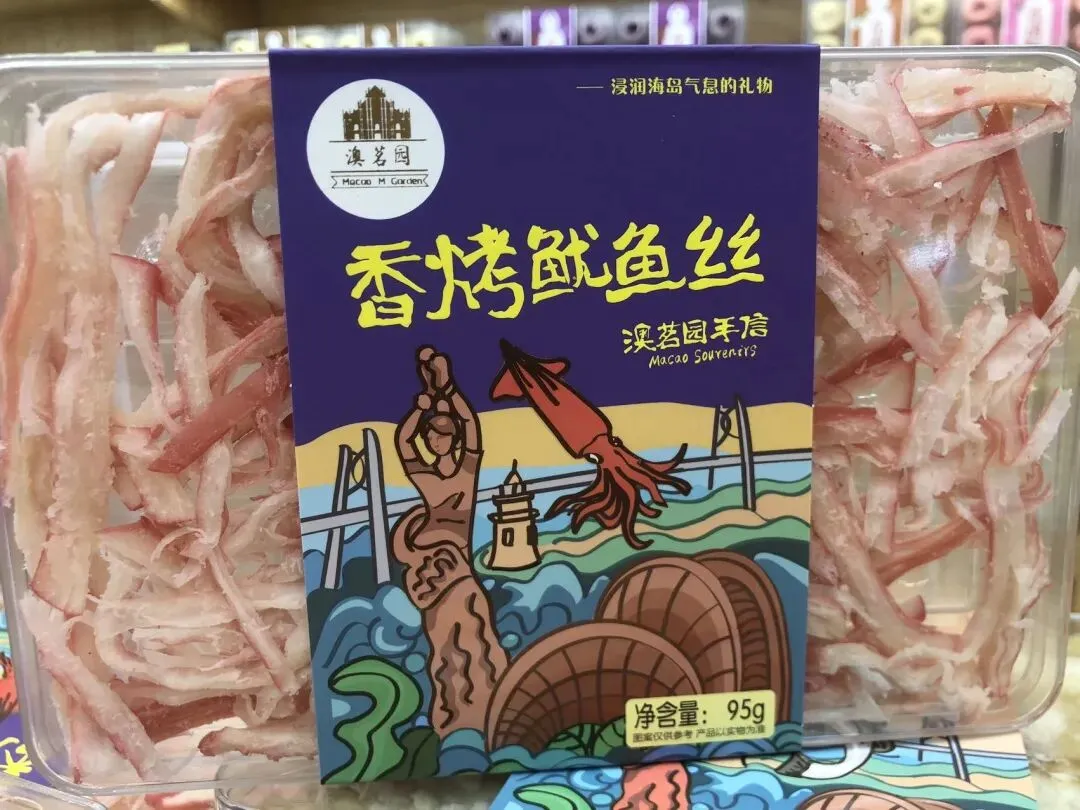 —— 浸润海岛气息的礼物
澳茗园
Macao M Garden
香烤鱿鱼丝
澳茗园手信
Macao Souvenirs
净含量： 95g
图案仅供参考 产品以实物为准